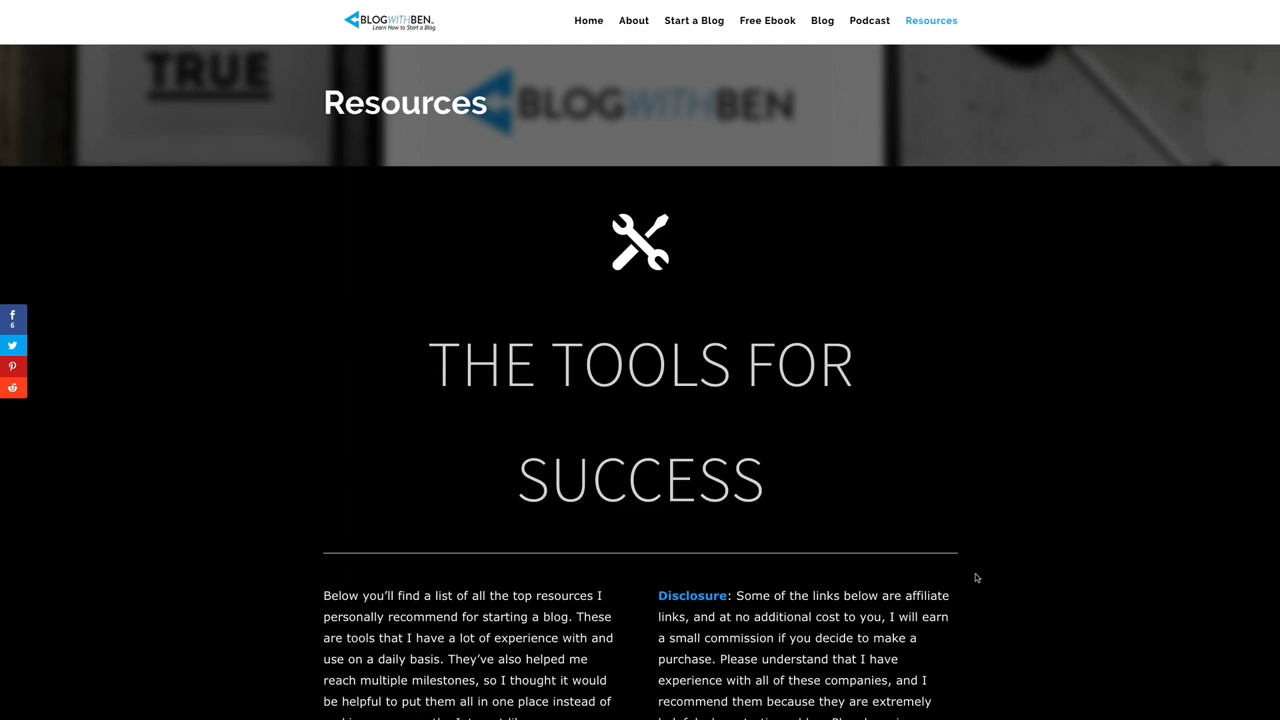 BLOGWITHBEN
Learn How to Start a Blog
Home About Start a Blog Free Ebook Blog Podcast Resources
TRUE
BLOGWITHBEN
Resources
6
THE TOOLS FOR
SUCCESS
Below you'll find a list of all the top resources I
personally recommend for starting a blog. These
are tools that I have a lot of experience with and
use on a daily basis. They've also helped me
reach multiple milestones, so I thought it would
be helpful to put them all in one place instead of
Disclosure: Some of the links below are affiliate
links, and at no additional cost to you, I will earn
a small commission if you decide to make a
purchase. Please understand that I have
experience with all of these companies, and I
recommend them because they are extremely